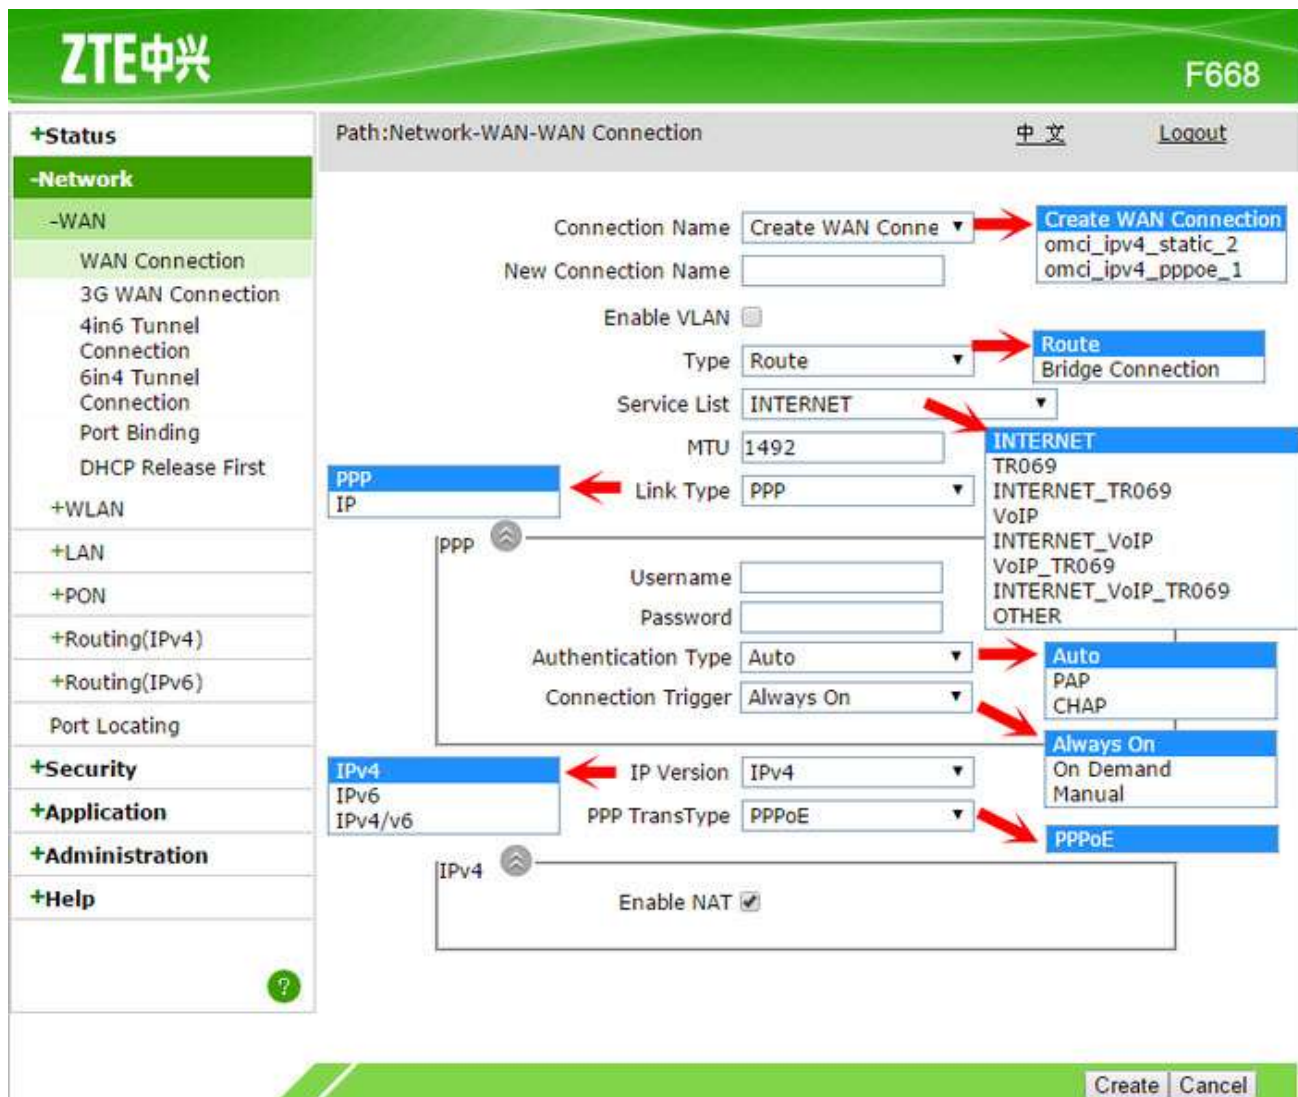 ZTE中兴
F668
+Status
-Network
-WAN
WAN Connection
3G WAN Connection
4in6 Tunnel
Connection
6in4 Tunnel
Connection
Port Binding
DHCP Release First
+WLAN
+LAN
+PON
+Routing(IPv4)
+Routing(IPv6)
Port Locating
+Security
+Application
+Administration
+Help
?
Path:Network-WAN-WAN Connection 中文 Logout
Connection Name Create WAN Conne
Create WAN Connection
omci_ipv4_static_2
omci_ipv4_pppoe_1
New Connection Name
Enable VLAN
Type Route
Route
Bridge Connection
Service List INTERNET
INTERNET
TR069
INTERNET_TR069
VoIP
INTERNET_VoIP
VoIP_TR069
INTERNET_VoIP_TR069
OTHER
MTU 1492
Link Type PPP
PPP
IP
PPP
Username
Password
Authentication Type Auto
Auto
PAP
CHAP
Connection Trigger Always On
Always On
On Demand
Manual
IP Version IPv4
IPv4
IPv6
IPv4/v6
PPP TransType PPPoE
PPPoE
IPv4
Enable NAT
Create Cancel